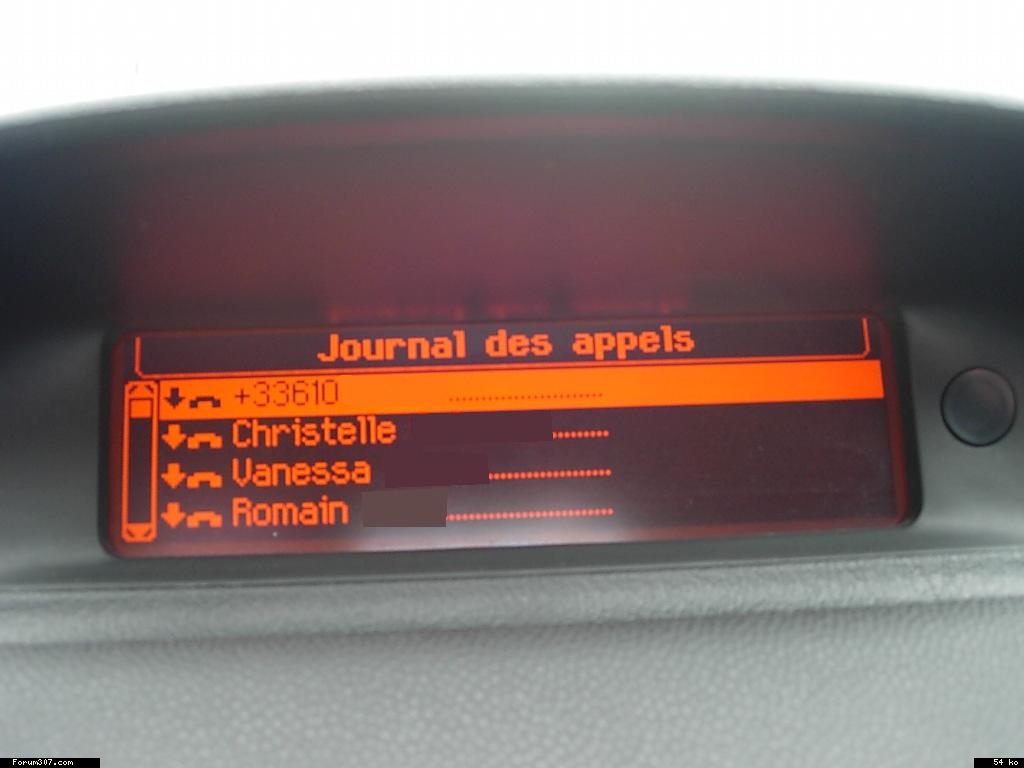 Journal des appels
+33610 ........................
Christelle ........
Vanessa .................
Romain .......................
Forum307.com
54 ko